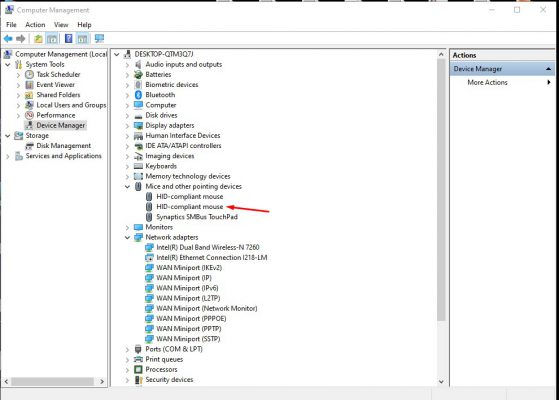 Computer Management
File Action View Help
Computer Management (Local
System Tools
Task Scheduler
Event Viewer
Shared Folders
Local Users and Groups
Performance
Device Manager
Storage
Disk Management
Services and Applications
DESKTOP-QTM3Q7J
Audio inputs and outputs
Batteries
Biometric devices
Bluetooth
Computer
Disk drives
Display adapters
Human Interface Devices
IDE ATA/ATAPI controllers
Imaging devices
Keyboards
Memory technology devices
Mice and other pointing devices
HID-compliant mouse
HID-compliant mouse
Synaptics SMBus TouchPad
Monitors
Network adapters
Intel(R) Dual Band Wireless-N 7260
Intel(R) Ethernet Connection I218-LM
WAN Miniport (IKEv2)
WAN Miniport (IP)
WAN Miniport (IPv6)
WAN Miniport (L2TP)
WAN Miniport (Network Monitor)
WAN Miniport (PPPOE)
WAN Miniport (PPTP)
WAN Miniport (SSTP)
Ports (COM & LPT)
Print queues
Processors
Security devices
Actions
Device Manager
More Actions